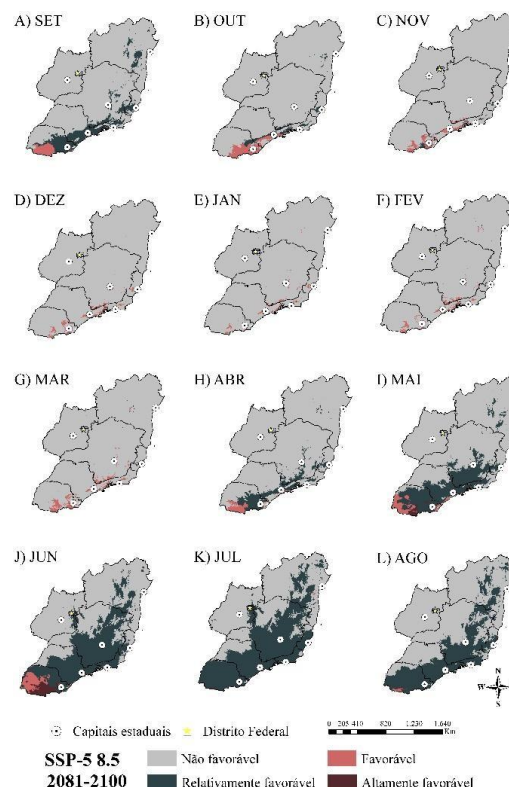 A) SET
B) OUT
C) NOV
D) DEZ
E) JAN
F) FEV
G) MAR
H) ABR
I) MAI
J) JUN
K) JUL
L) AGO
N
W E
S
Capitais estaduais
Distrito Federal
0 205 410 820 1.230 1.640
Km
SSP-5 8.5
2081-2100
Não favorável
Favorável
Relativamente favorável
Altamente favorável